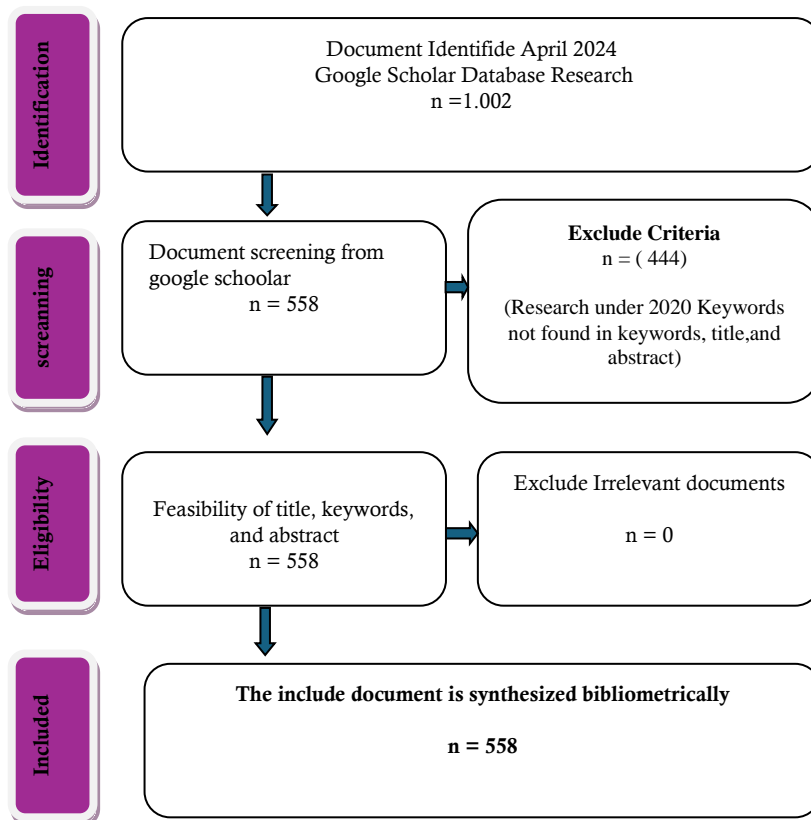 Identification
Document Identifide April 2024
Google Scholar Database Research
n =1.002
screanning
Document screening from
google schoolar
n = 558
Exclude Criteria
n = ( 444)
(Research under 2020 Keywords
not found in keywords, title,and
abstract)
Eligibility
Feasibility of title, keywords,
and abstract
n = 558
Exclude Irrelevant documents
n = 0
Included
The include document is synthesized bibliometrically
n = 558